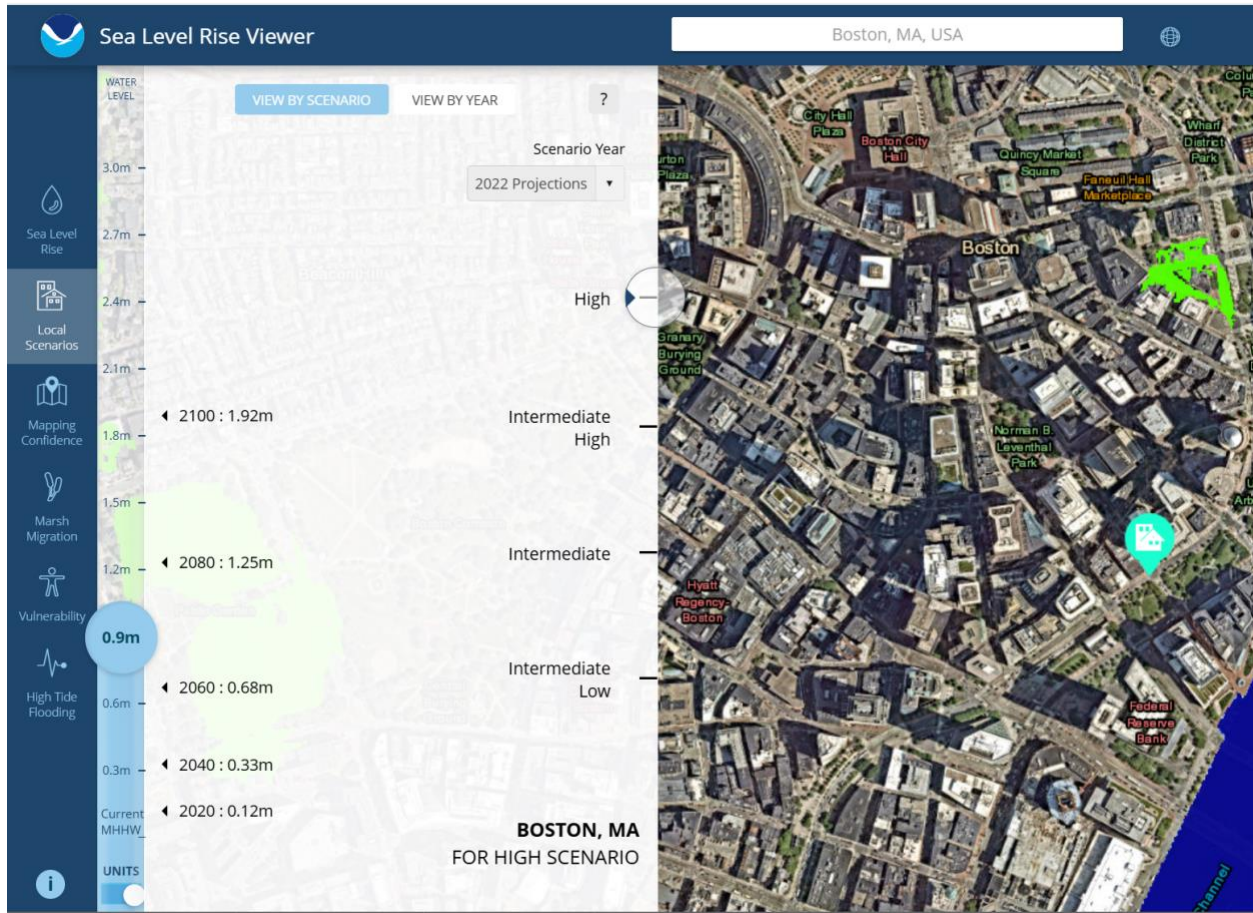 Sea Level Rise Viewer
Boston, MA, USA
WATER
LEVEL
VIEW BY SCENARIO
VIEW BY YEAR
?
Scenario Year
2022 Projections
3.0m
2.7m
2.4m
2.1m
1.8m
1.5m
1.2m
0.9m
0.6m
0.3m
Current
MHHW
UNITS
Sea Level
Rise
Local
Scenarios
Mapping
Confidence
Marsh
Migration
Vulnerability
High Tide
Flooding
i
High
Intermediate
High
Intermediate
Intermediate
Low
2100 : 1.92m
2080 : 1.25m
2060 : 0.68m
2040 : 0.33m
2020 : 0.12m
BOSTON, MA
FOR HIGH SCENARIO
City Hall
Plaza
Boston City
Hall
Quincy Market
Square
Faneuil Hall
Marketplace
Wharf
District
Park
Boston
Granary
Burying
Ground
Norman B.
Leventhal
Park
Hyatt
Regency-
Boston
Federal
Reserve
Bank
Channel